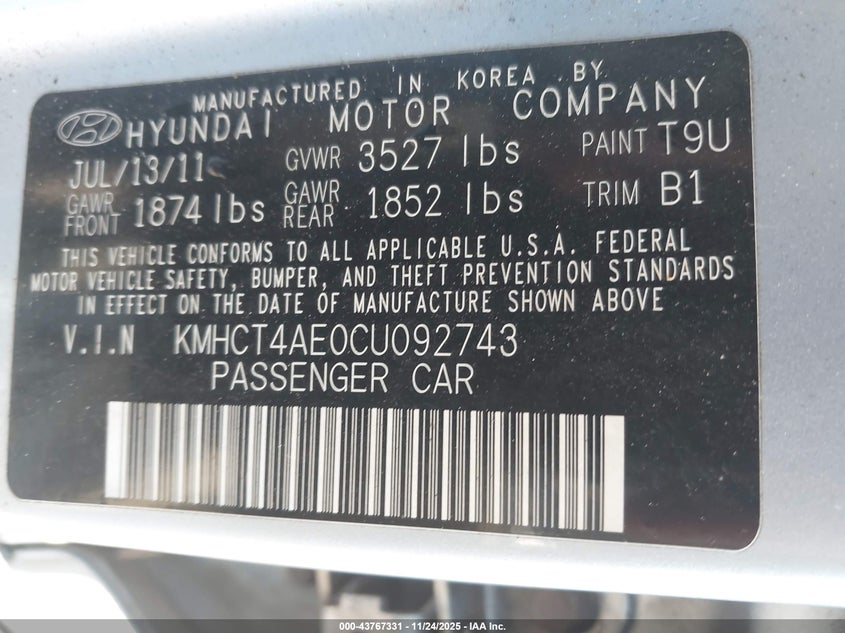 MANUFACTURED IN KOREA BY
HYUNDAI MOTOR COMPANY
JUL/13/11 GVWR 3527 lbs PAINT T9U
GAWR FRONT 1874 lbs GAWR REAR 1852 lbs TRIM B1
THIS VEHICLE CONFORMS TO ALL APPLICABLE U.S.A. FEDERAL
MOTOR VEHICLE SAFETY, BUMPER, AND THEFT PREVENTION STANDARDS
IN EFFECT ON THE DATE OF MANUFACTURE SHOWN ABOVE
V.I.N KMHCT4AE0CU092743
PASSENGER CAR
000-43767331 - 11/24/2025 - IAA Inc.